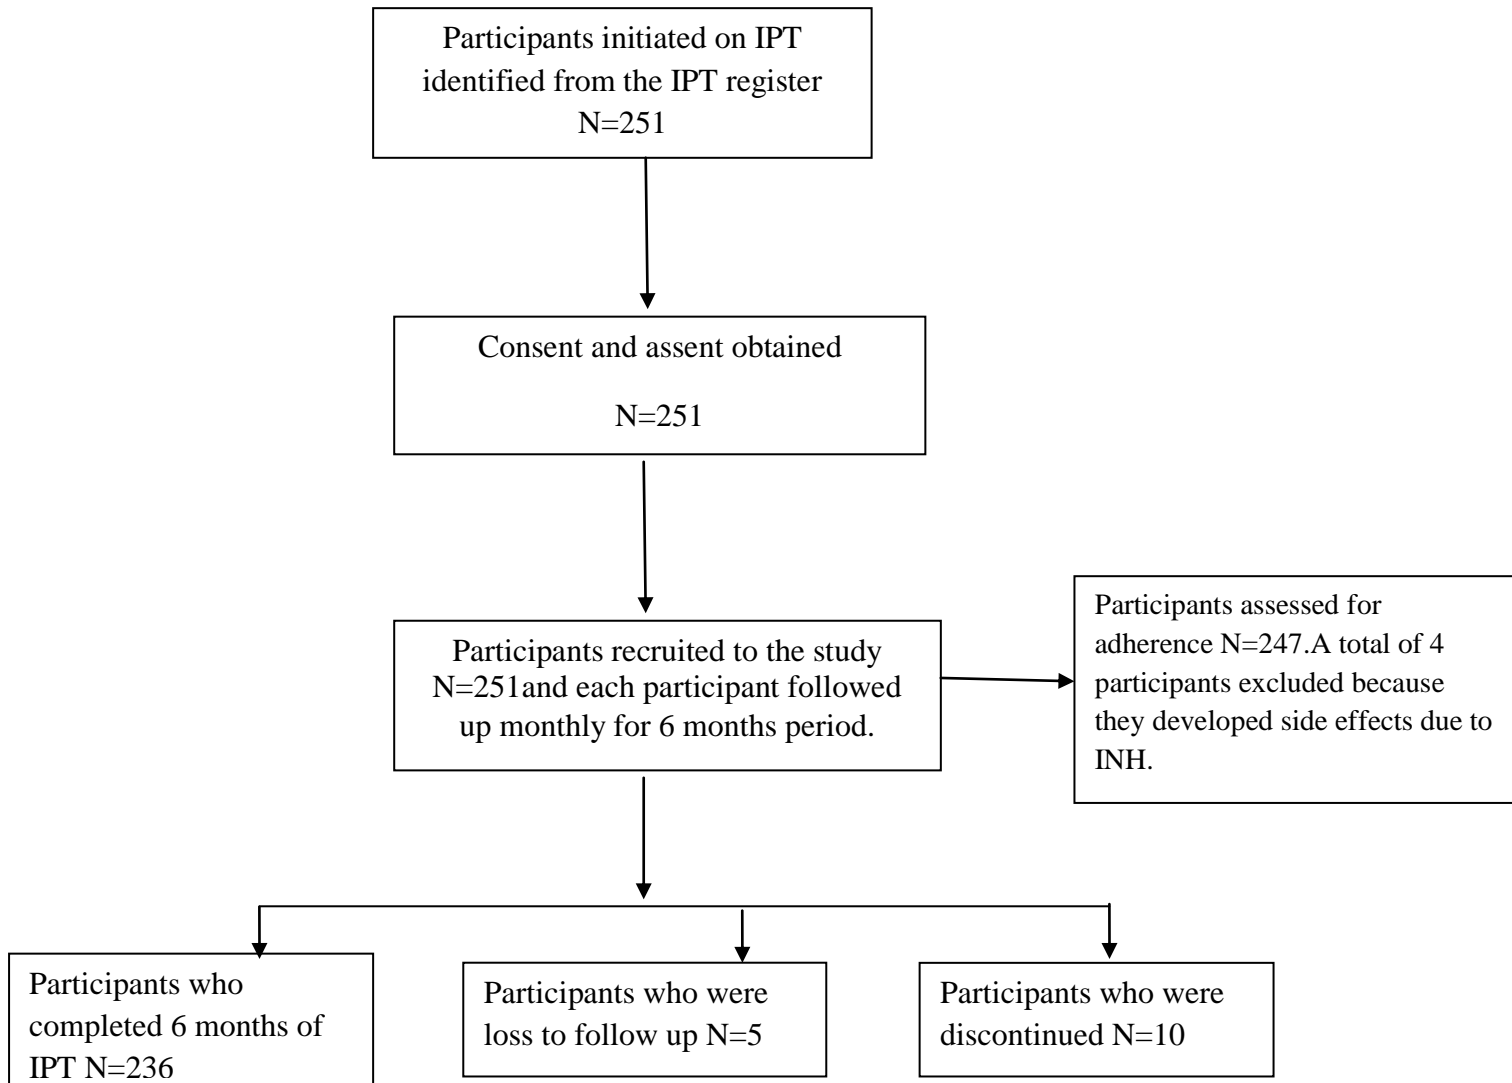 Participants initiated on IPT
identified from the IPT register
N=251
Consent and assent obtained
N=251
Participants recruited to the study
N=251and each participant followed
up monthly for 6 months period.
Participants assessed for
adherence N=247.A total of 4
participants excluded because
they developed side effects due to
INH.
Participants who
completed 6 months of
IPT N=236
Participants who were
loss to follow up N=5
Participants who were
discontinued N=10